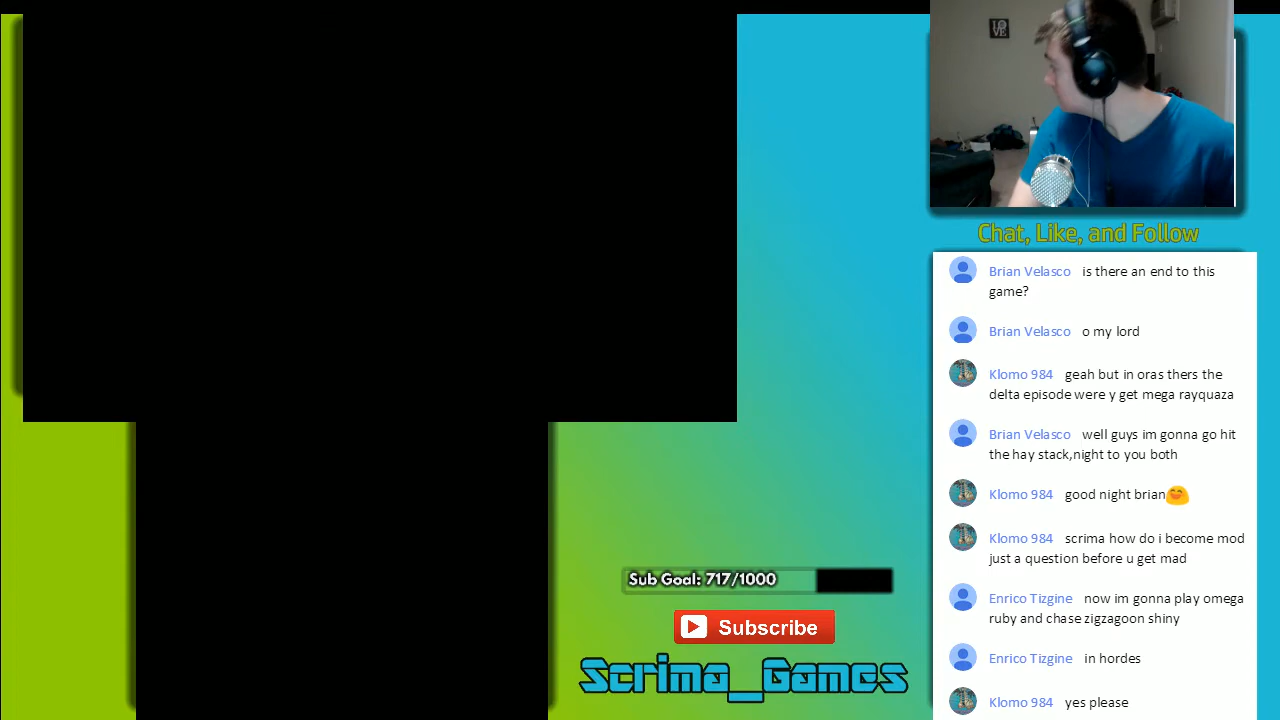 LOVE
Chat, Like, and Follow
Brian Velasco is there an end to this
game?
Brian Velasco o my lord
Klomo 984 geah but in oras thers the
delta episode were y get mega rayquaza
Brian Velasco well guys im gonna go hit
the hay stack,night to you both
Klomo 984 good night brian
Klomo 984 scrima how do i become mod
just a question before u get mad
Enrico Tizgine now im gonna play omega
ruby and chase zigzagoon shiny
Enrico Tizgine in hordes
Klomo 984 yes please
Sub Goal: 717/1000
Subscribe
Scrima_Games